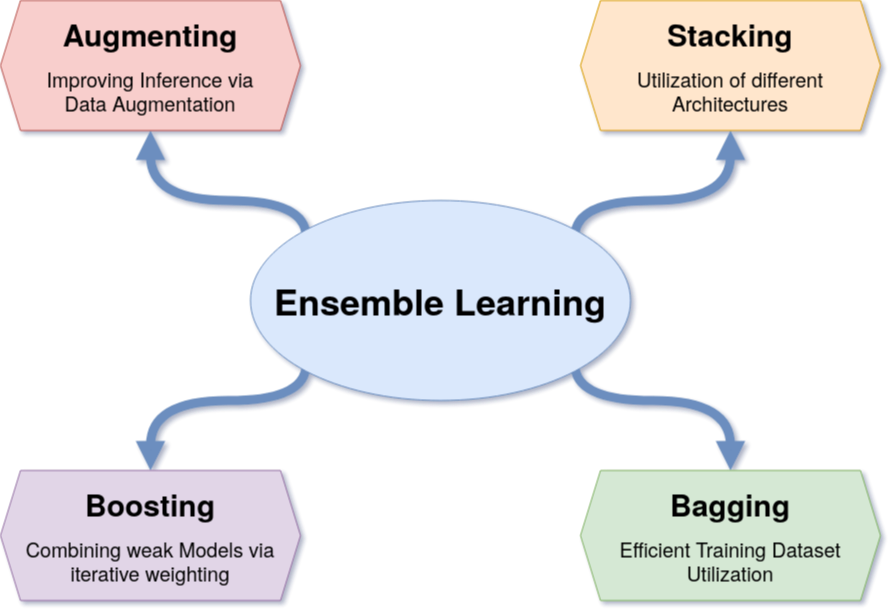 Augmenting
Improving Inference via
Data Augmentation
Stacking
Utilization of different
Architectures
Ensemble Learning
Boosting
Combining weak Models via
iterative weighting
Bagging
Efficient Training Dataset
Utilization